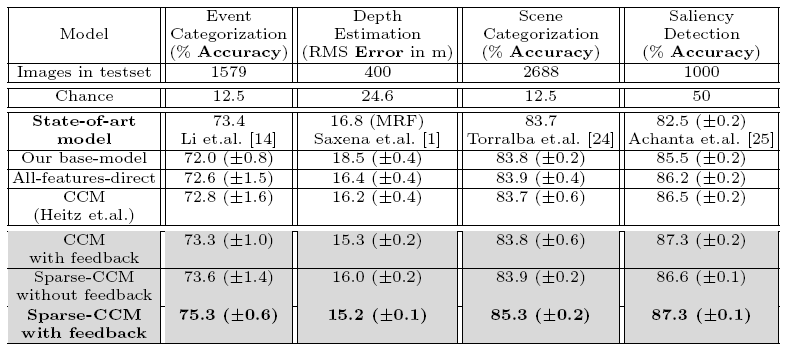 Model Event Categorization (% Accuracy) Depth Estimation (RMS Error in m) Scene Categorization (% Accuracy) Saliency Detection (% Accuracy)
Images in testset 1579 400 2688 1000
Chance 12.5 24.6 12.5 50
State-of-art model 73.4 Li et.al. [14] 16.8 (MRF) Saxena et.al. [1] 83.7 Torralba et.al. [24] 82.5 (±0.2) Achanta et.al. [25]
Our base-model 72.0 (±0.8) 18.5 (±0.4) 83.8 (±0.2) 85.5 (±0.2)
All-features-direct 72.6 (±1.5) 16.4 (±0.4) 83.9 (±0.4) 86.2 (±0.2)
CCM (Heitz et.al.) 72.8 (±1.6) 16.2 (±0.4) 83.7 (±0.6) 86.5 (±0.2)
CCM with feedback 73.3 (±1.0) 15.3 (±0.2) 83.8 (±0.6) 87.3 (±0.2)
Sparse-CCM without feedback 73.6 (±1.4) 16.0 (±0.2) 83.9 (±0.2) 86.6 (±0.1)
Sparse-CCM with feedback 75.3 (±0.6) 15.2 (±0.1) 85.3 (±0.2) 87.3 (±0.1)